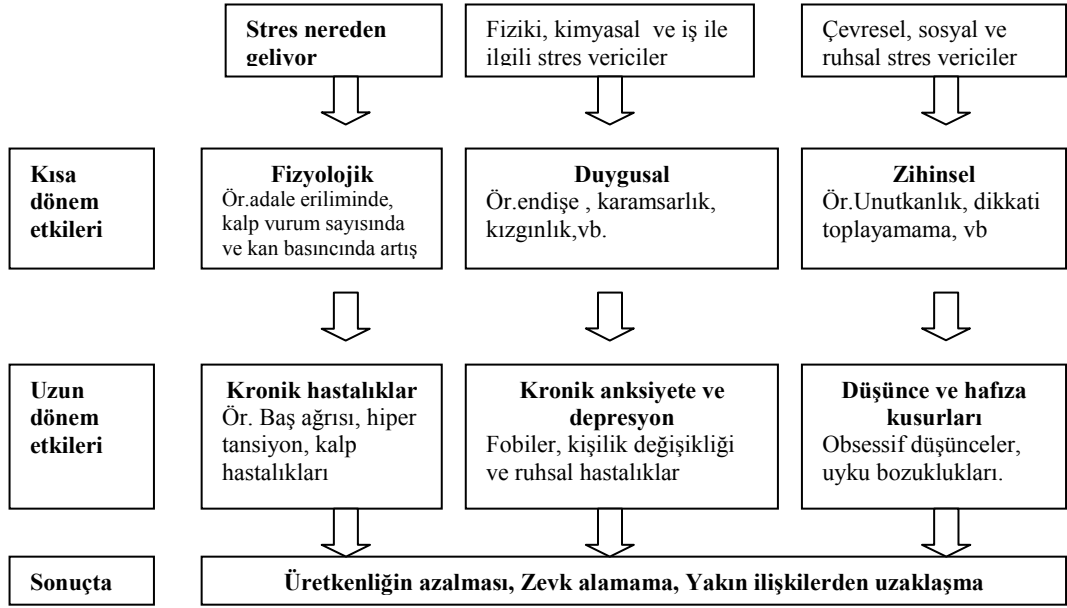 Stres nereden
geliyor
Fiziki, kimyasal ve iş ile
ilgili stres vericiler
Çevresel, sosyal ve
ruhsal stres vericiler
Kısa
dönem
etkileri
Fizyolojik
Ör.adale eriliminde,
kalp vurum sayısında
ve kan basıncında artış
Duygusal
Ör.endişe , karamsarlık,
kızgınlık,vb.
Zihinsel
Ör.Unutkanlık, dikkati
toplayamama, vb
Uzun
dönem
etkileri
Kronik hastalıklar
Ör. Baş ağrısı, hiper
tansiyon, kalp
hastalıkları
Kronik anksiyete ve
depresyon
Fobiler, kişilik değişikliği
ve ruhsal hastalıklar
Düşünce ve hafıza
kusurları
Obsessif düşünceler,
uyku bozuklukları.
Sonuçta
Üretkenliğin azalması, Zevk alamama, Yakın ilişkilerden uzaklaşma